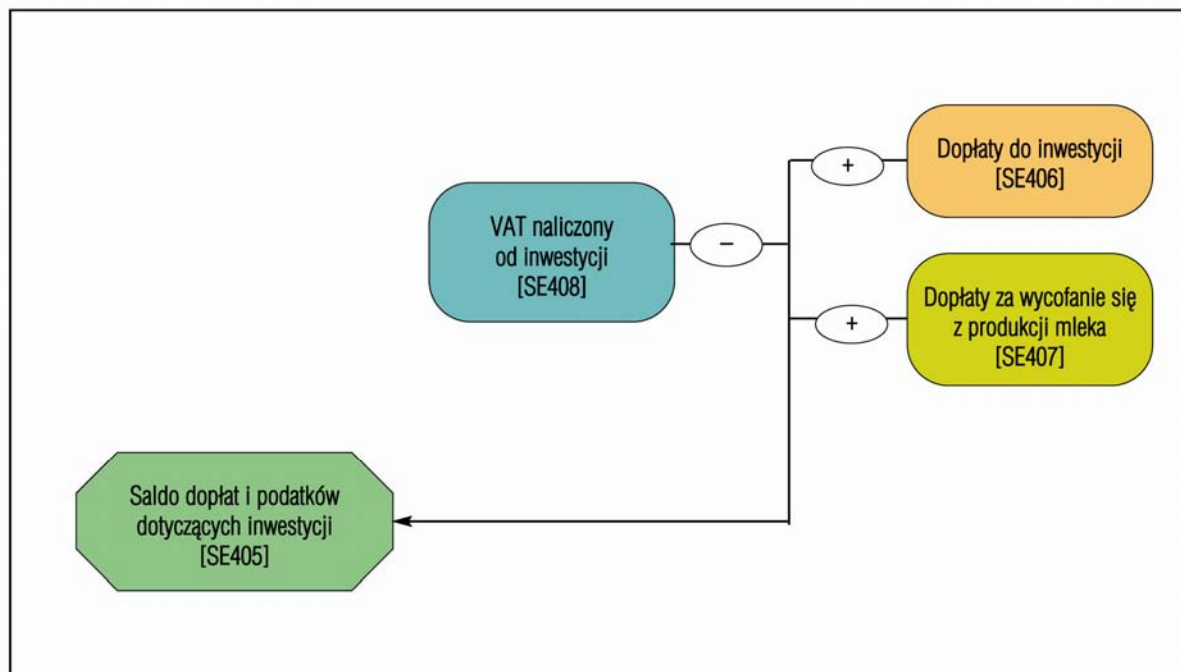 Dopłaty do inwestycji
[SE406]
+
VAT naliczony
od inwestycji
[SE408]
–
Dopłaty za wycofanie się
z produkcji mleka
[SE407]
+
Saldo dopłat i podatków
dotyczących inwestycji
[SE405]